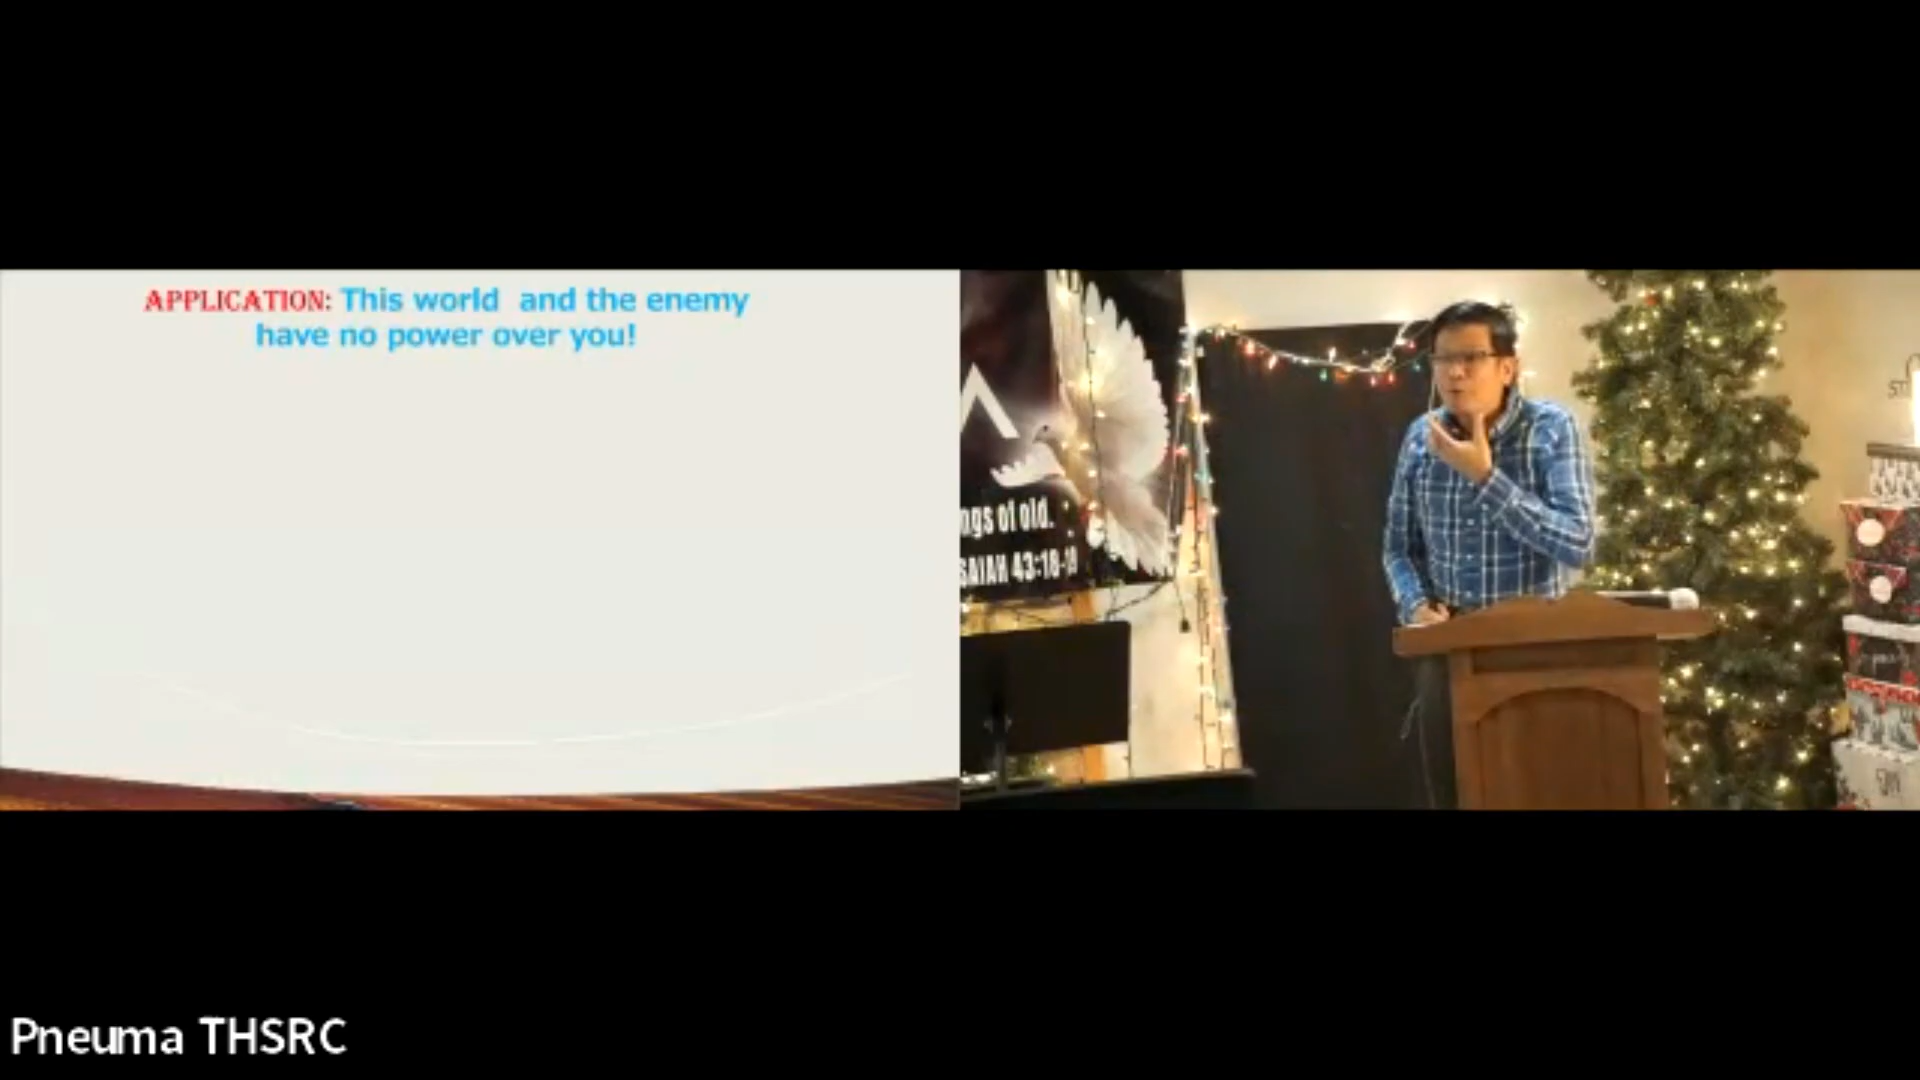 APPLICATION: This world and the enemy
have no power over you!
ngs of old.
SAIAH 43:18-19
Pneuma THSRC